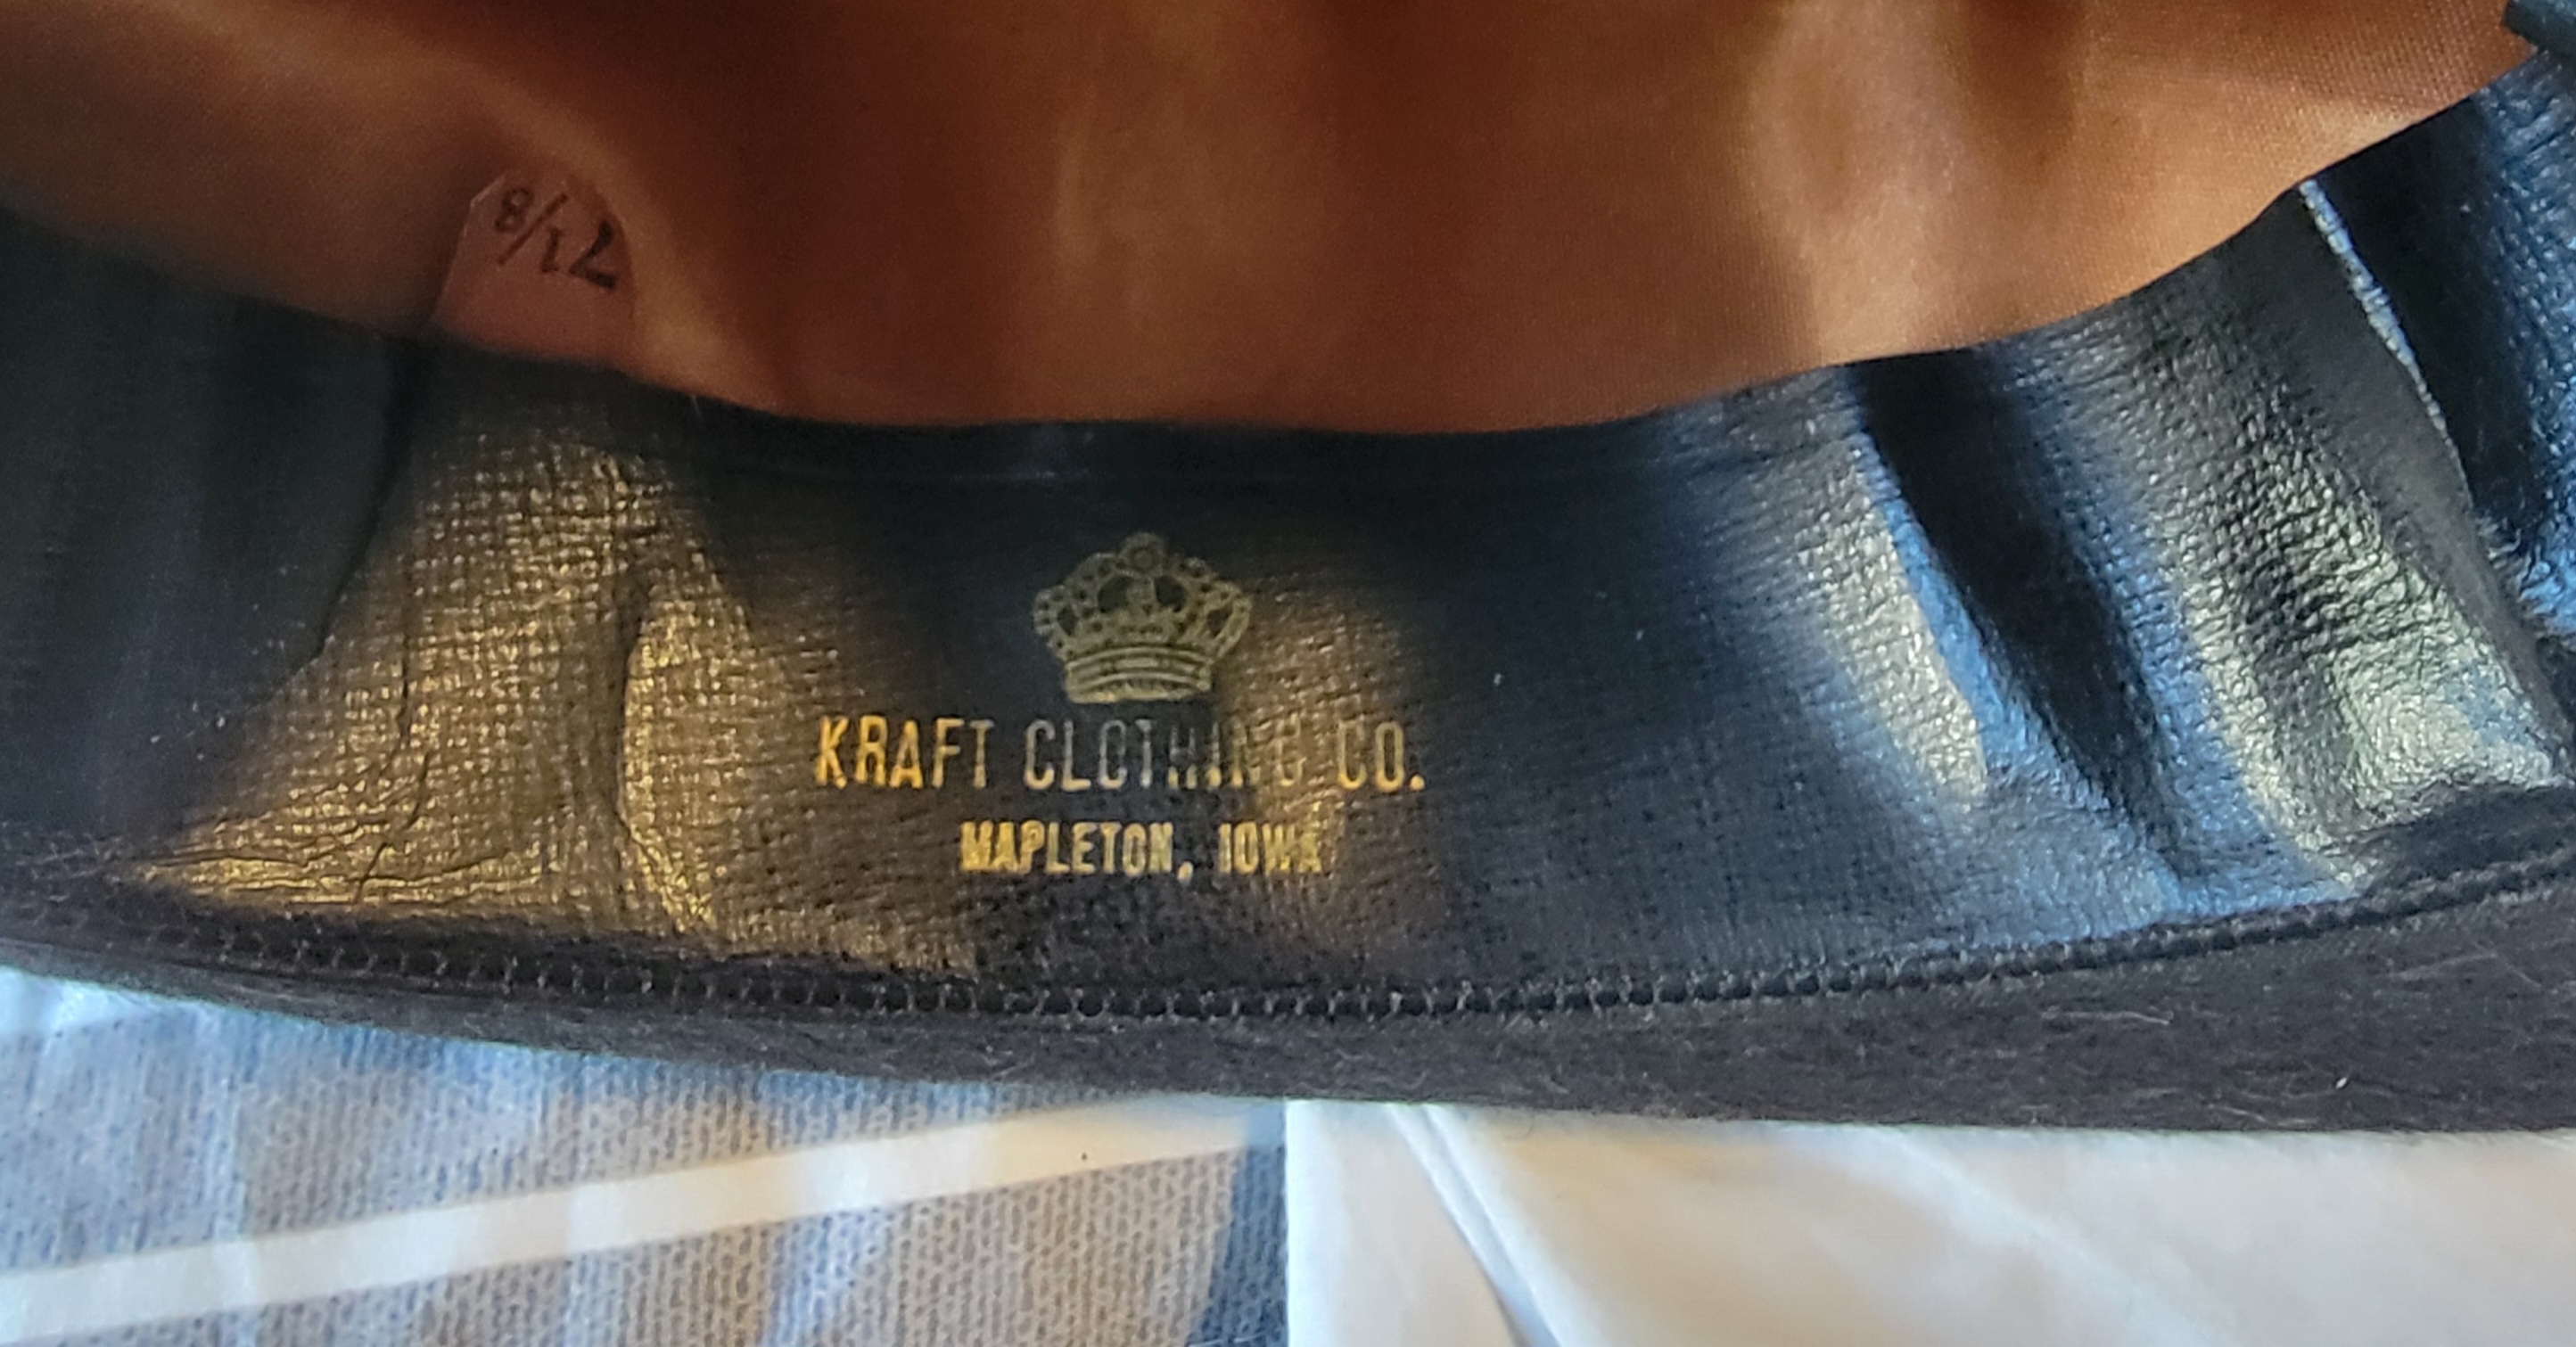 7 1/8
KRAFT CLOTHING CO.
MAPLETON, IOWA